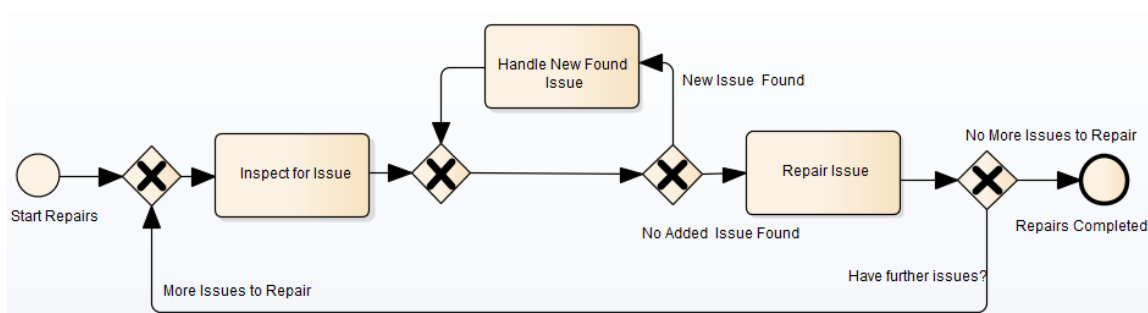 Handle New Found
Issue
New Issue  Found
No More Issues to Repair
Inspect for Issue
Repair Issue
Start Repairs
No Added  Issue Found
Repairs Completed
Have further issues?
More Issues to Repair